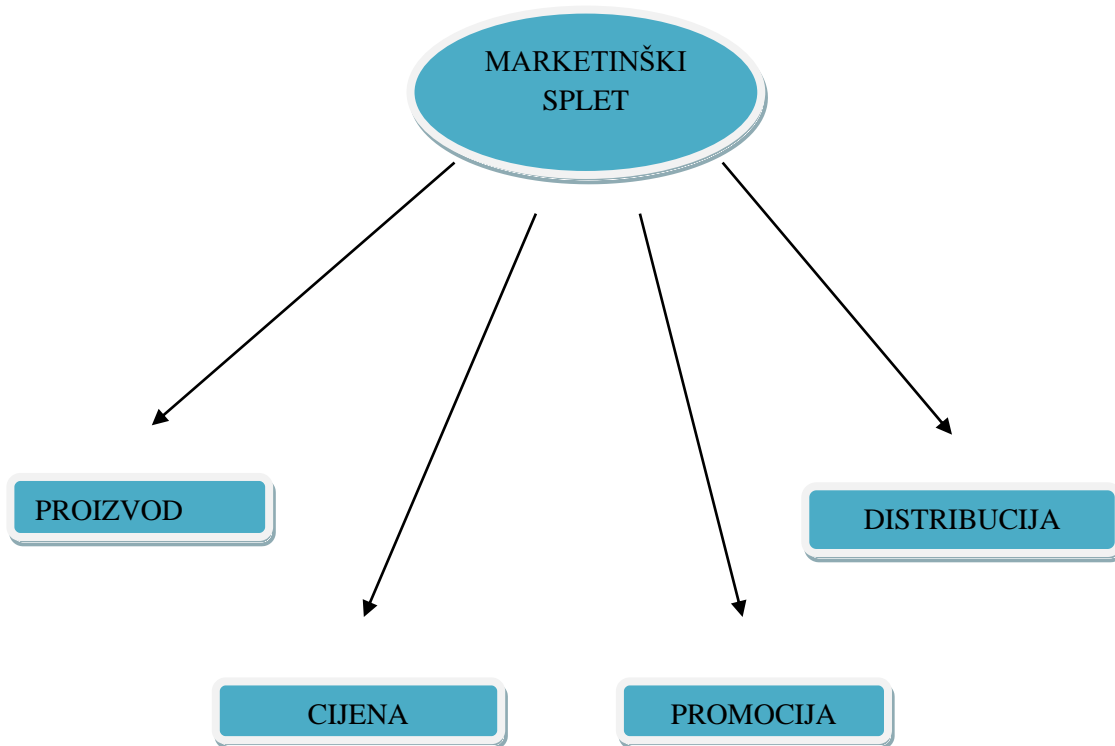 MARKETINŠKI
SPLET
PROIZVOD
DISTRIBUCIJA
CIJENA
PROMOCIJA